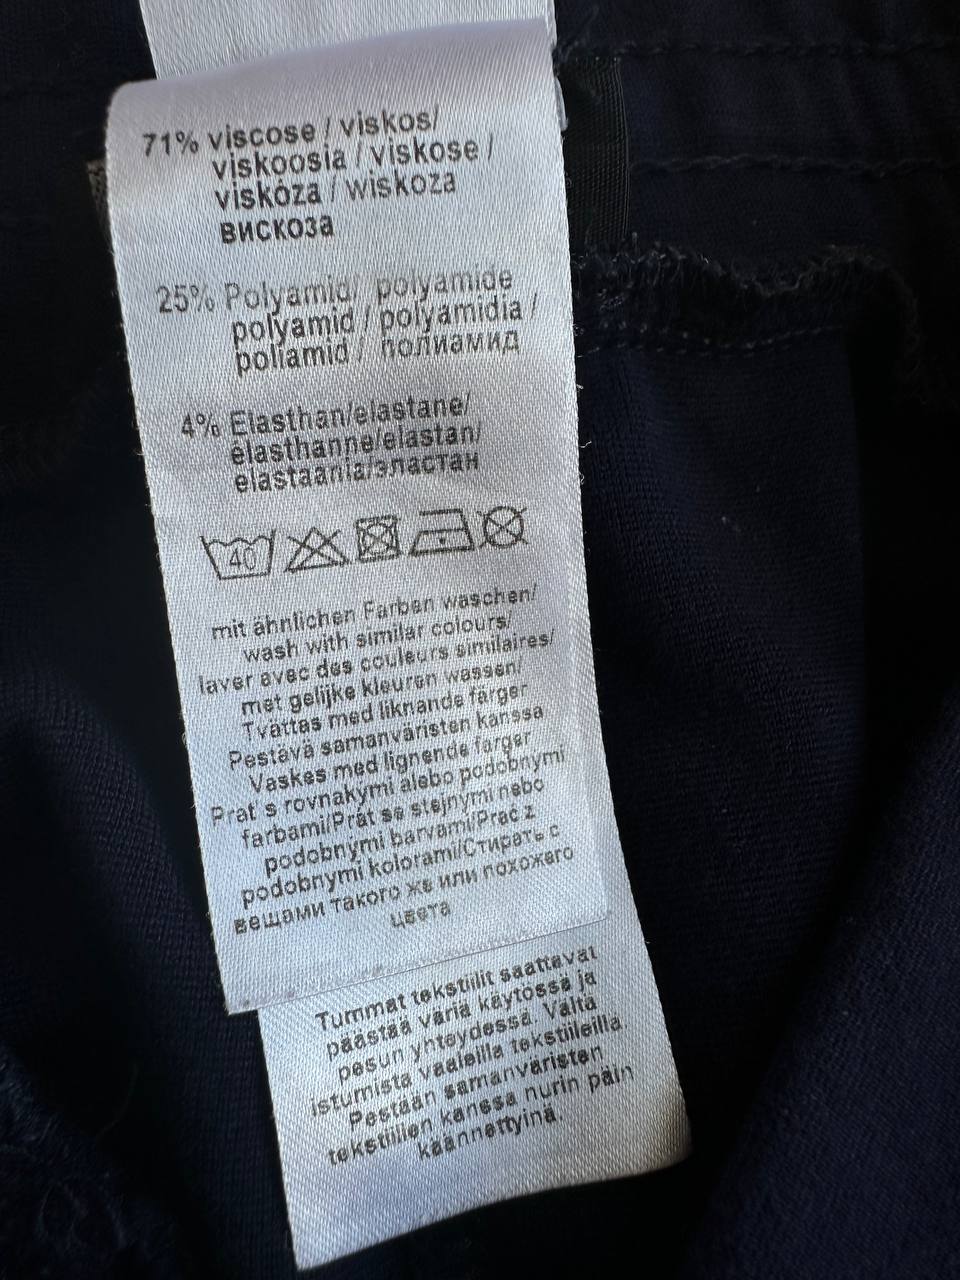 71% viscose / viskos/
viskoosia / viskose /
viskóza / wiskoza
вискоза
25% Polyamid/ polyamide
polyamid / polyamidia /
poliamid / полиамид
4% Elasthan/elastane/
élasthanne/elastan/
elastaania/эластан
40
mit ähnlichen Farben waschen/
wash with similar colours/
laver avec des couleurs similaires/
met gelijke kleuren wassen/
Tvättas med liknande färger
Pestävä samanväristen kanssa
Vaskes med lignende farger
Prať s rovnakymi alebo podobnymi
farbami/Prát se stejnými nebo
podobnymi barvami/Prac z
podobnymi kolorami/Стирать с
вещами такого же или похожего
цвета
Tummat tekstiilit saattavat
päästää väriä käytössä ja
pesun yhteydessä. Vältä
istumista vaaleilla tekstiileillä
Pestään samanväristen
tekstiilien kanssa nurin päin
käännettyinä.